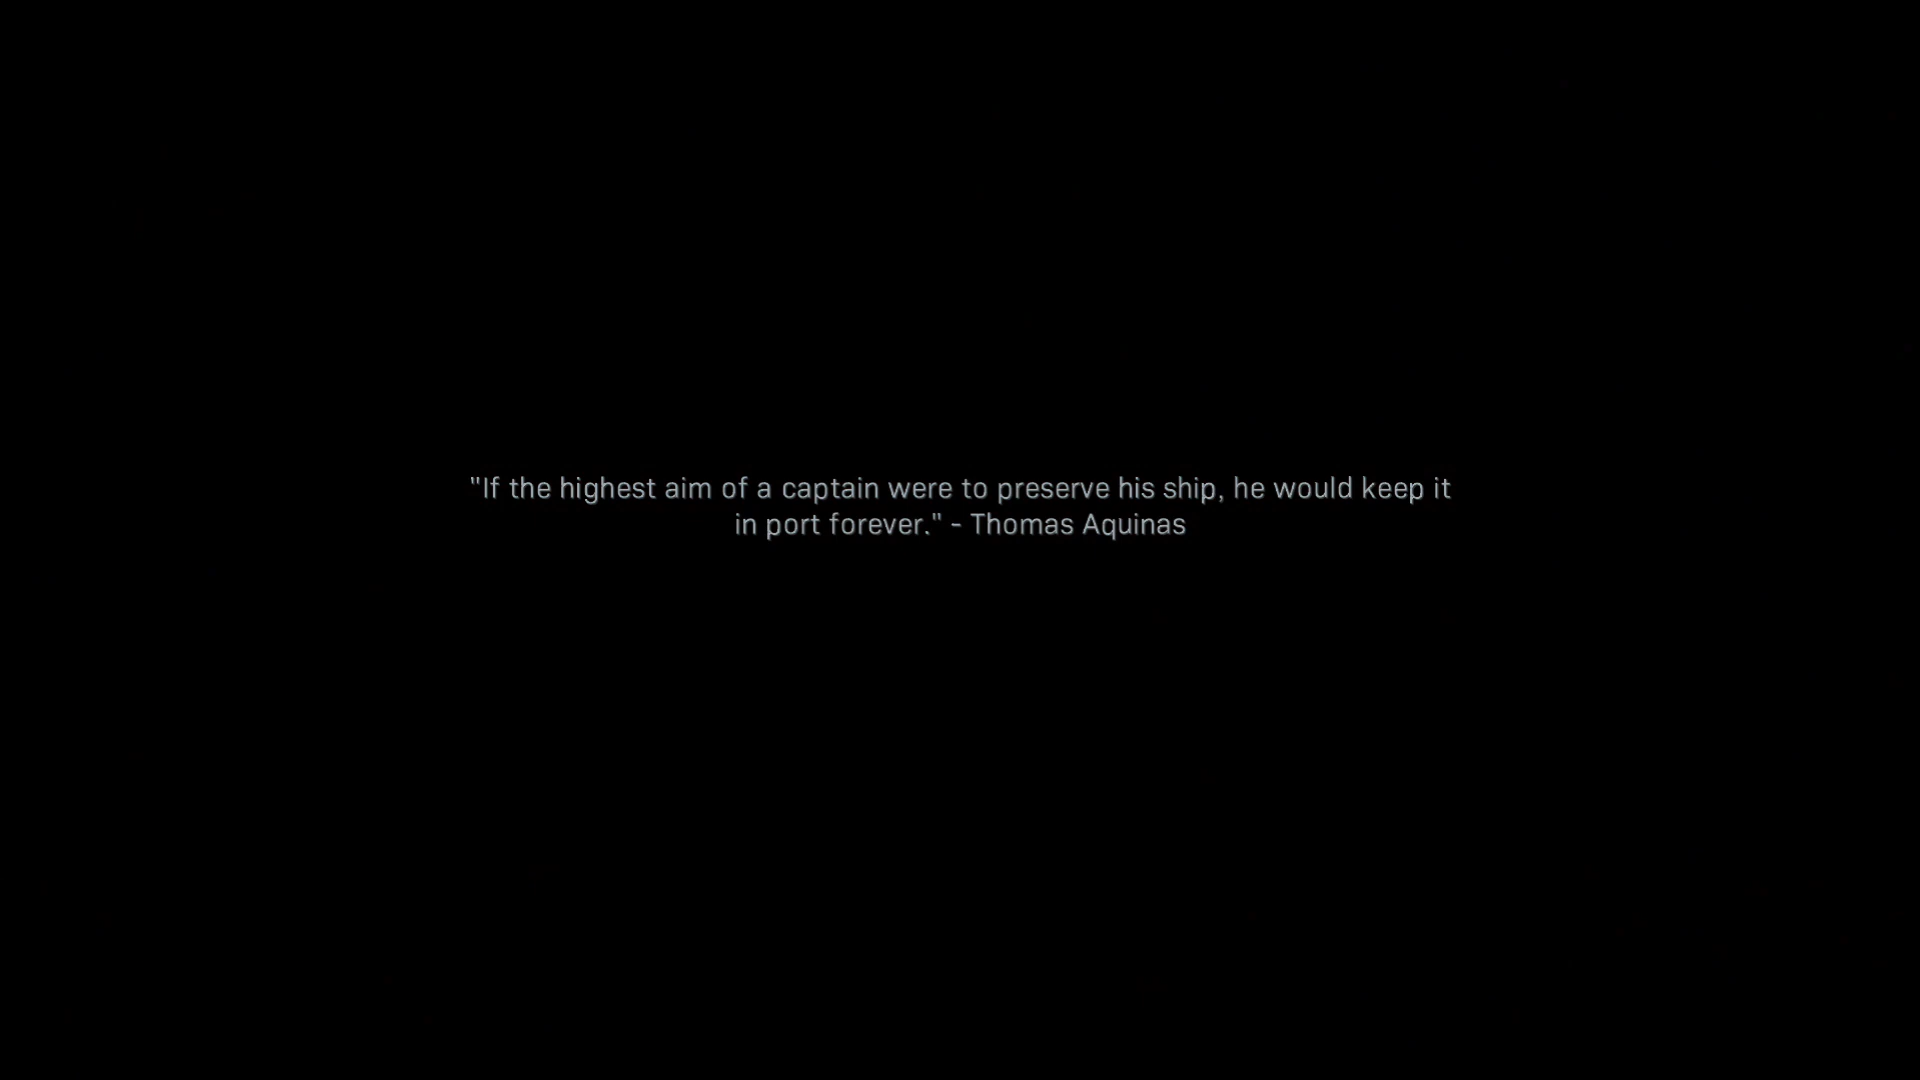 "If the highest aim of a captain were to preserve his ship, he would keep it
in port forever." - Thomas Aquinas